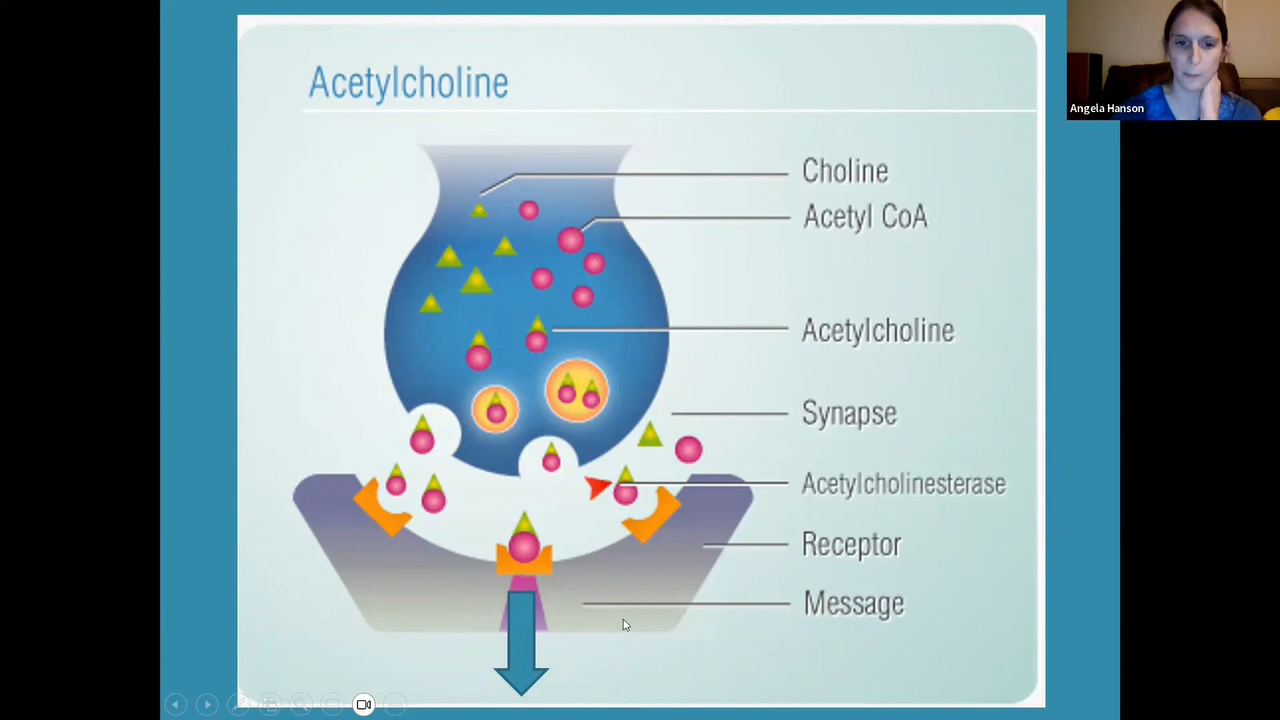 Acetylcholine
Angela Hanson
Choline
Acetyl CoA
Acetylcholine
Synapse
Acetylcholinesterase
Receptor
Message